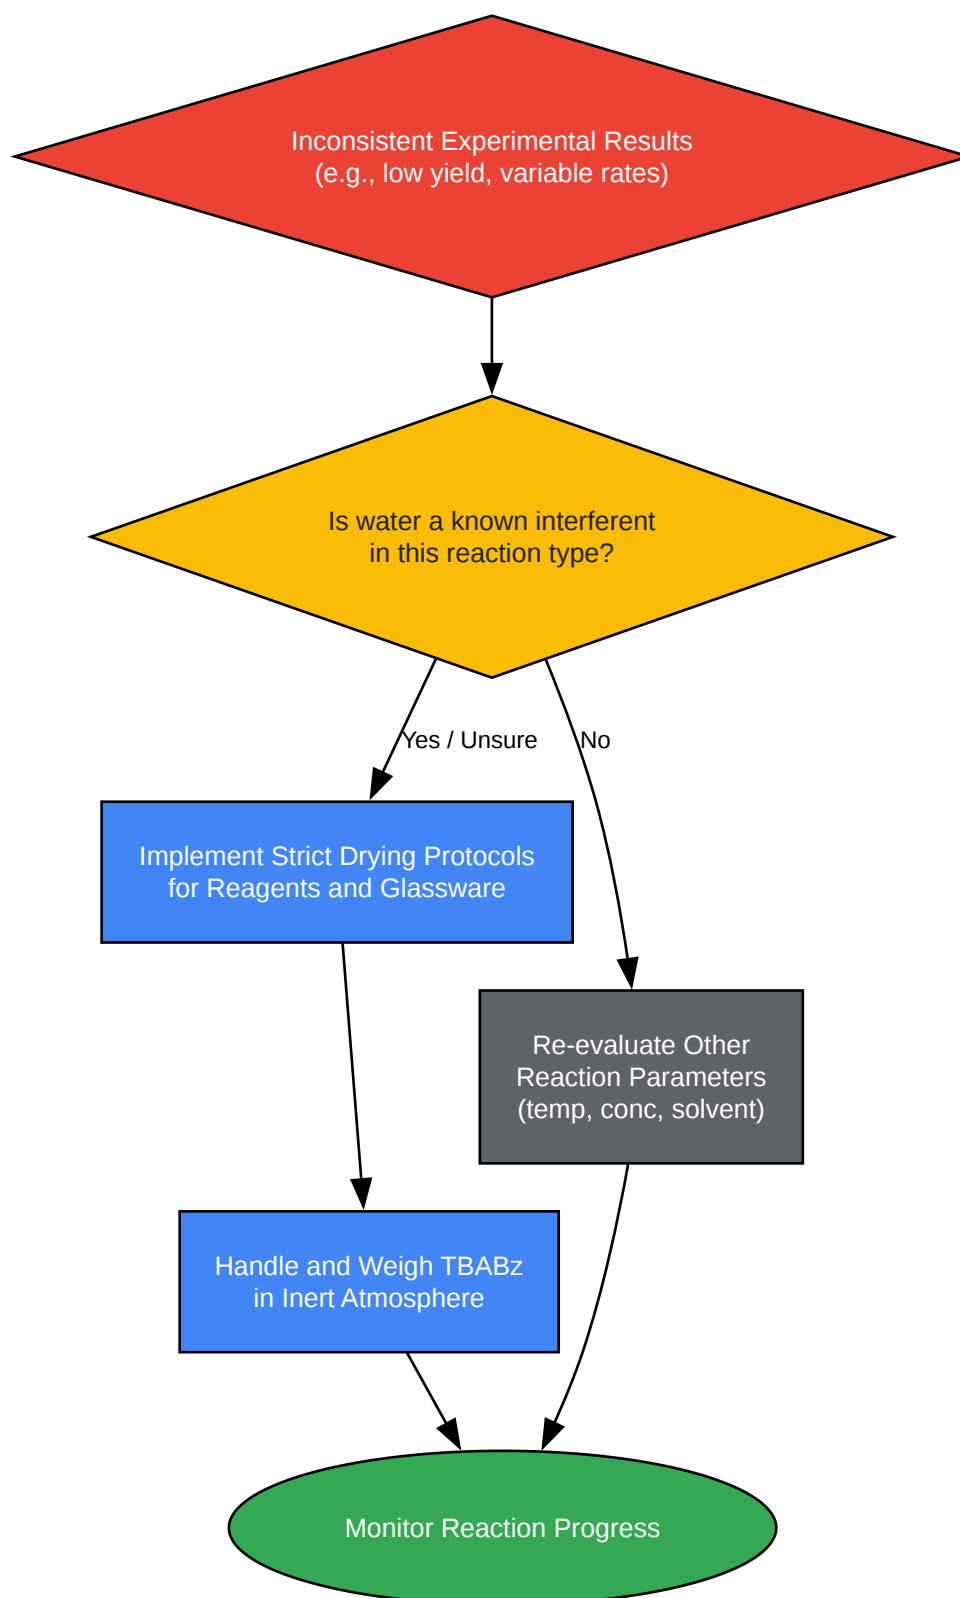 Inconsistent Experimental Results
(e.g., low yield, variable rates)
Is water a known interferent
in this reaction type?
Yes / Unsure
No
Implement Strict Drying Protocols
for Reagents and Glassware
Re-evaluate Other
Reaction Parameters
(temp, conc, solvent)
Handle and Weigh TBABz
in Inert Atmosphere
Monitor Reaction Progress